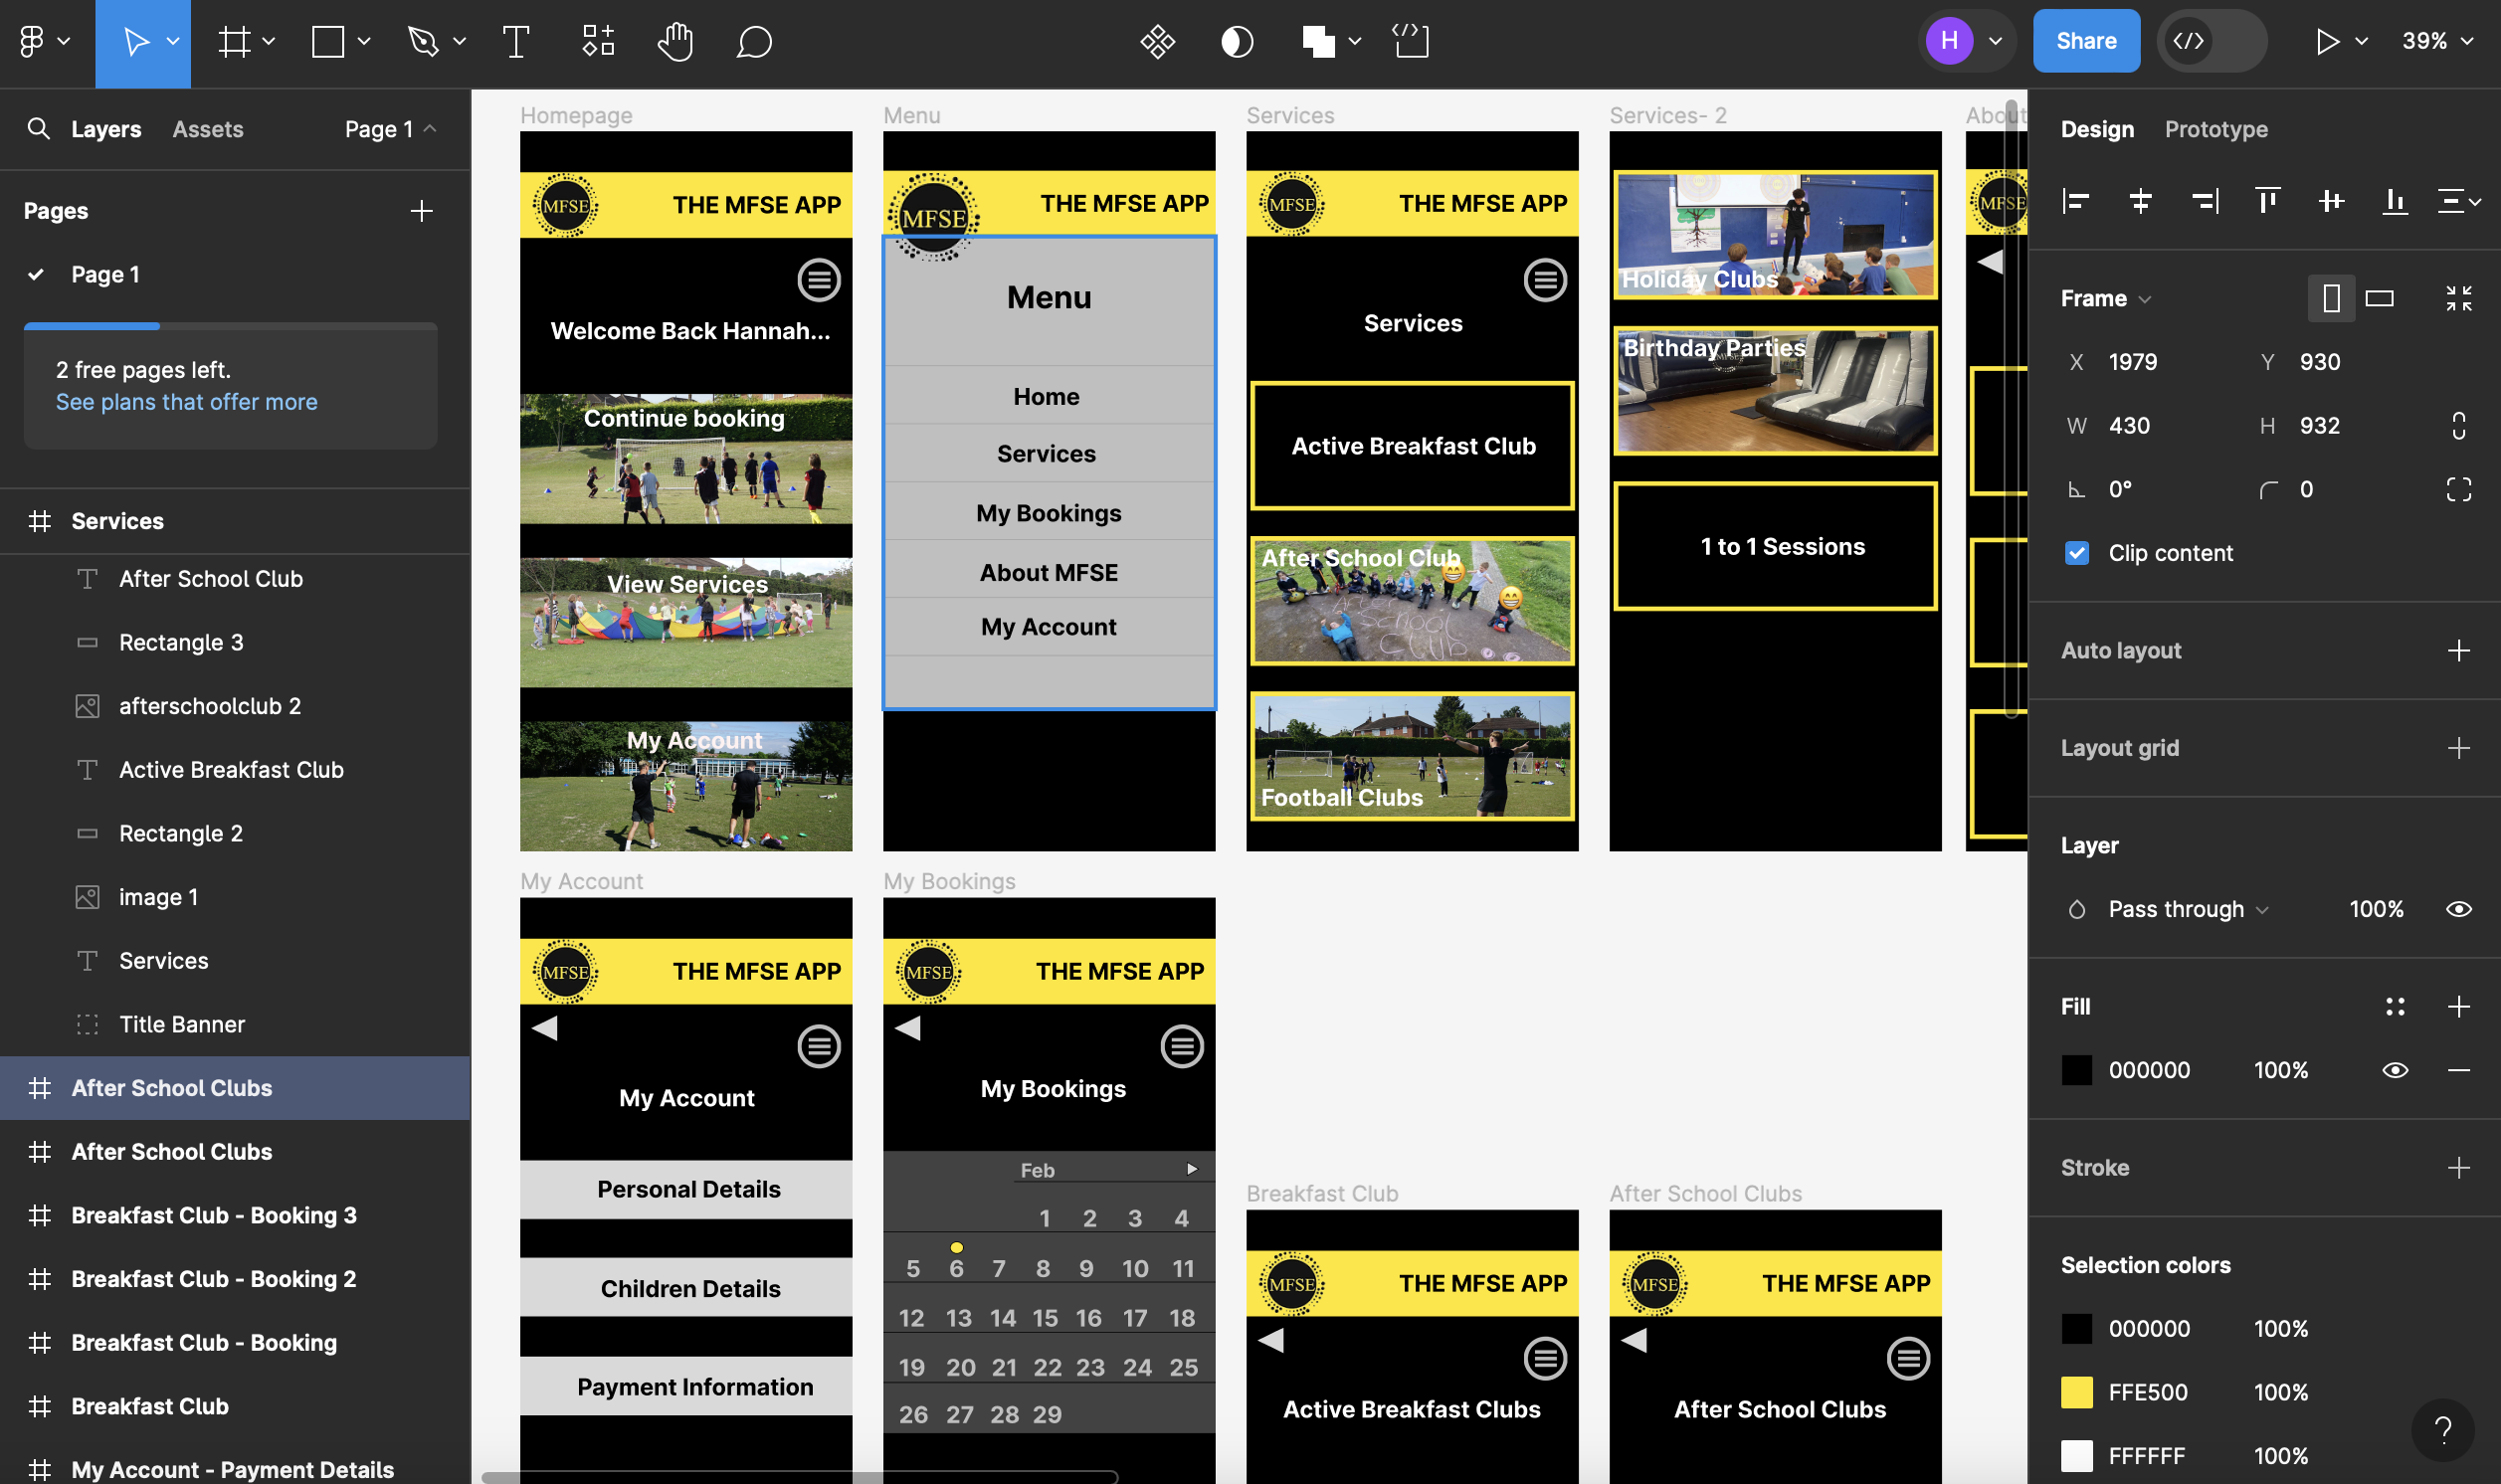 H
Share
39%
Layers
Assets
Page 1
Pages
Page 1
2 free pages left.
See plans that offer more
Services
After School Club
Rectangle 3
afterschoolclub 2
Active Breakfast Club
Rectangle 2
image 1
Services
Title Banner
After School Clubs
After School Clubs
Breakfast Club - Booking 3
Breakfast Club - Booking 2
Breakfast Club - Booking
Breakfast Club
My Account - Payment Details
Homepage
MFSE
THE MFSE APP
Welcome Back Hannah...
Continue booking
View Services
My Account
Menu
MFSE
THE MFSE APP
Menu
Home
Services
My Bookings
About MFSE
My Account
Services
MFSE
THE MFSE APP
Services
Active Breakfast Club
After School Club
After
School
Clubs
Football Clubs
Services- 2
Holiday Clubs
Birthday Parties
MFSE
1 to 1 Sessions
About
MFSE
My Account
MFSE
THE MFSE APP
My Account
Personal Details
Children Details
Payment Information
My Bookings
MFSE
THE MFSE APP
My Bookings
Feb
1 2 3 4
5 6 7 8 9 10 11
12 13 14 15 16 17 18
19 20 21 22 23 24 25
26 27 28 29
Breakfast Club
MFSE
THE MFSE APP
Active Breakfast Clubs
After School Clubs
MFSE
THE MFSE APP
After School Clubs
Design
Prototype
Frame
X 1979 Y 930
W 430 H 932
0° 0
Clip content
Auto layout
Layout grid
Layer
Pass through 100%
Fill
000000 100%
Stroke
Selection colors
000000 100%
FFE500 100%
FFFFFF 100%
?